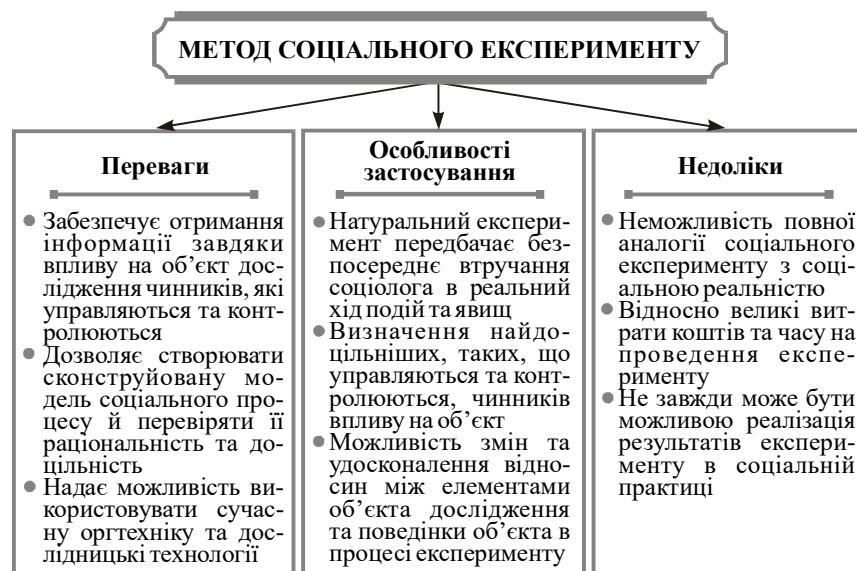 МЕТОД СОЦІАЛЬНОГО ЕКСПЕРИМЕНТУ
Переваги
Забезпечує отримання
інформації завдяки
впливу на об’єкт дос-
лідження чинників, які
управляються та конт-
ролюються
Дозволяє створювати
сконструйовану мо-
дель соціального про-
цесу й перевіряти її
раціональність та до-
цільність
Надає можливість ви-
користовувати сучас-
ну оргтехніку та дос-
лідницькі технології
Особливості
застосування
Натуральний експери-
мент передбачає без-
посереднє втручання
соціолога в реальний
хід подій та явищ
Визначення найдо-
цільніших, таких, що
управляються та конт-
ролюються, чинників
впливу на об’єкт
Можливість змін та
удосконалення відно-
син між елементами
об’єкта дослідження
та поведінки об’єкта в
процесі експерименту
Недоліки
Неможливість повної
аналогії соціального
експерименту з соці-
альною реальністю
Відносно великі вит-
рати коштів та часу на
проведення експе-
рименту
Не завжди може бути
можливою реалізація
результатів експери-
менту в соціальній
практиці